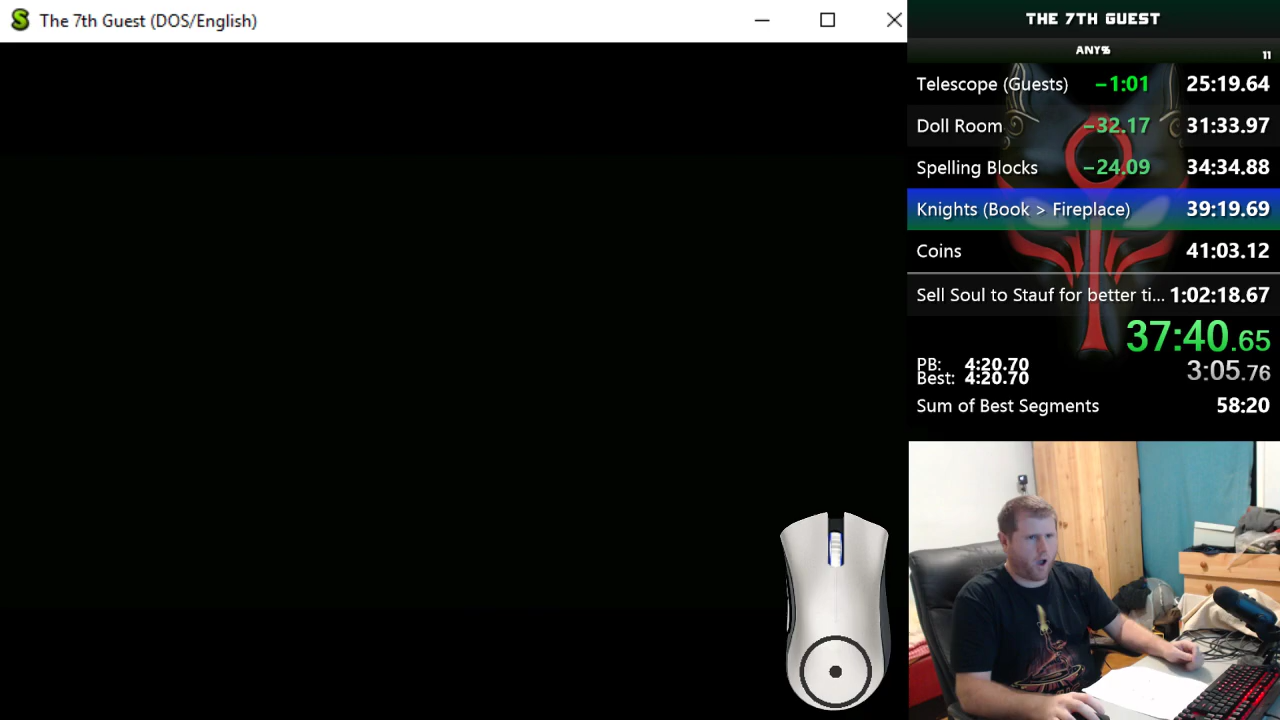 The 7th Guest (DOS/English)
THE 7TH GUEST
ANY%
11
Telescope (Guests) −1:01 25:19.64
Doll Room −32.17 31:33.97
Spelling Blocks −24.09 34:34.88
Knights (Book > Fireplace) 39:19.69
Coins 41:03.12
Sell Soul to Stauf for better ti... 1:02:18.67
37:40.65
PB: 4:20.70 3:05.76
Best: 4:20.70
Sum of Best Segments 58:20